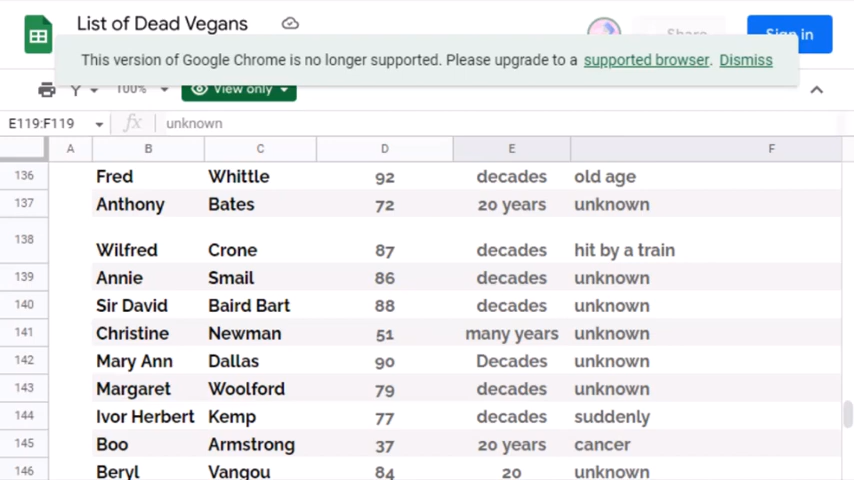 List of Dead Vegans
Share
Sign in
This version of Google Chrome is no longer supported. Please upgrade to a supported browser. Dismiss
100% View only
E119:F119 fx unknown
A B C D E F
136 Fred Whittle 92 decades old age
137 Anthony Bates 72 20 years unknown
138 Wilfred Crone 87 decades hit by a train
139 Annie Smail 86 decades unknown
140 Sir David Baird Bart 88 decades unknown
141 Christine Newman 51 many years unknown
142 Mary Ann Dallas 90 Decades unknown
143 Margaret Woolford 79 decades unknown
144 Ivor Herbert Kemp 77 decades suddenly
145 Boo Armstrong 37 20 years cancer
146 Beryl Vangou 84 20 unknown